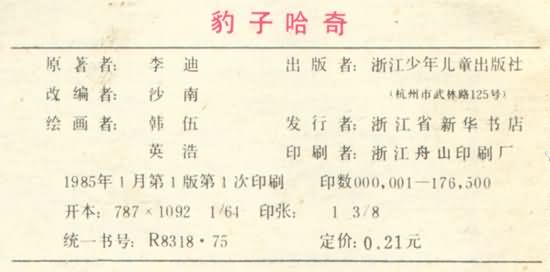 豹子哈奇
原著者：李迪 出版者：浙江少年儿童出版社
改编者：沙南 （杭州市武林路125号）
绘画者：韩伍 发行者：浙江省新华书店
英浩 印刷者：浙江舟山印刷厂
1985年1月第1版第1次印刷 印数000,001—176,500
开本：787×1092 1/64 印张：1 3/8
统一书号：R8318·75 定价：0.21元